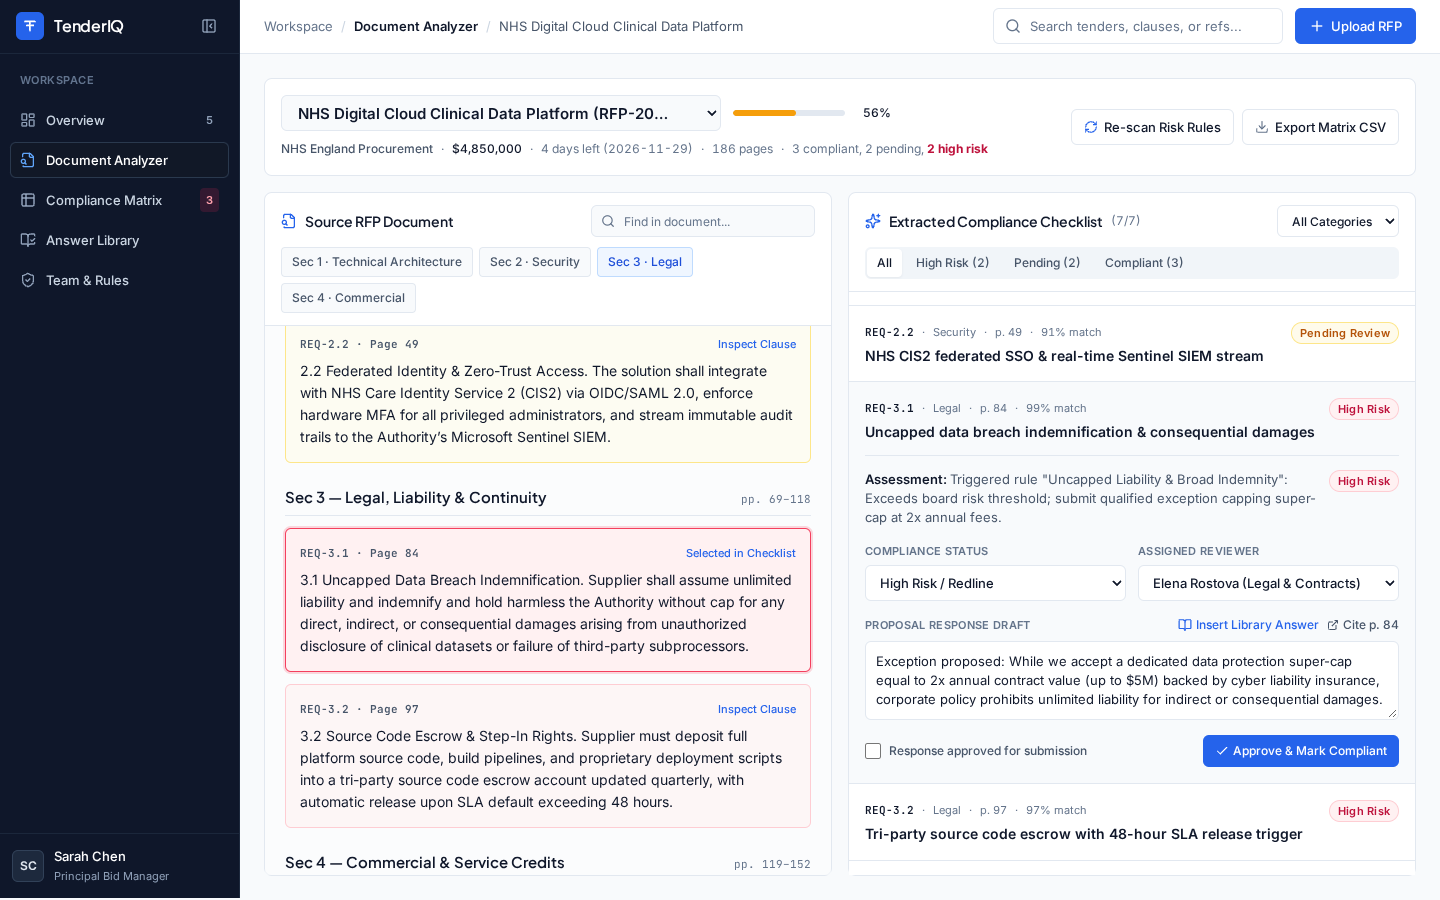 TenderIQ
WORKSPACE
Overview
5
Document Analyzer
Compliance Matrix
3
Answer Library
Team & Rules
SC
Sarah Chen
Principal Bid Manager
Workspace / Document Analyzer / NHS Digital Cloud Clinical Data Platform
Search tenders, clauses, or refs...
Upload RFP
NHS Digital Cloud Clinical Data Platform (RFP-20...
56%
NHS England Procurement · $4,850,000 · 4 days left (2026-11-29) · 186 pages · 3 compliant, 2 pending, 2 high risk
Re-scan Risk Rules
Export Matrix CSV
Source RFP Document
Find in document...
Sec 1 · Technical Architecture
Sec 2 · Security
Sec 3 · Legal
Sec 4 · Commercial
REQ-2.2 · Page 49
Inspect Clause
2.2 Federated Identity & Zero-Trust Access. The solution shall integrate
with NHS Care Identity Service 2 (CIS2) via OIDC/SAML 2.0, enforce
hardware MFA for all privileged administrators, and stream immutable audit
trails to the Authority's Microsoft Sentinel SIEM.
Sec 3 — Legal, Liability & Continuity
pp. 69–118
REQ-3.1 · Page 84
Selected in Checklist
3.1 Uncapped Data Breach Indemnification. Supplier shall assume unlimited
liability and indemnify and hold harmless the Authority without cap for any
direct, indirect, or consequential damages arising from unauthorized
disclosure of clinical datasets or failure of third-party subprocessors.
REQ-3.2 · Page 97
Inspect Clause
3.2 Source Code Escrow & Step-In Rights. Supplier must deposit full
platform source code, build pipelines, and proprietary deployment scripts
into a tri-party source code escrow account updated quarterly, with
automatic release upon SLA default exceeding 48 hours.
Sec 4 — Commercial & Service Credits
pp. 119–152
Extracted Compliance Checklist (7/7)
All Categories
All
High Risk (2)
Pending (2)
Compliant (3)
REQ-2.2 · Security · p. 49 · 91% match
Pending Review
NHS CIS2 federated SSO & real-time Sentinel SIEM stream
REQ-3.1 · Legal · p. 84 · 99% match
High Risk
Uncapped data breach indemnification & consequential damages
Assessment: Triggered rule "Uncapped Liability & Broad Indemnity":
Exceeds board risk threshold; submit qualified exception capping super-
cap at 2x annual fees.
High Risk
COMPLIANCE STATUS
ASSIGNED REVIEWER
High Risk / Redline
Elena Rostova (Legal & Contracts)
PROPOSAL RESPONSE DRAFT
Insert Library Answer
Cite p. 84
Exception proposed: While we accept a dedicated data protection super-cap
equal to 2x annual contract value (up to $5M) backed by cyber liability insurance,
corporate policy prohibits unlimited liability for indirect or consequential damages.
Response approved for submission
Approve & Mark Compliant
REQ-3.2 · Legal · p. 97 · 97% match
High Risk
Tri-party source code escrow with 48-hour SLA release trigger